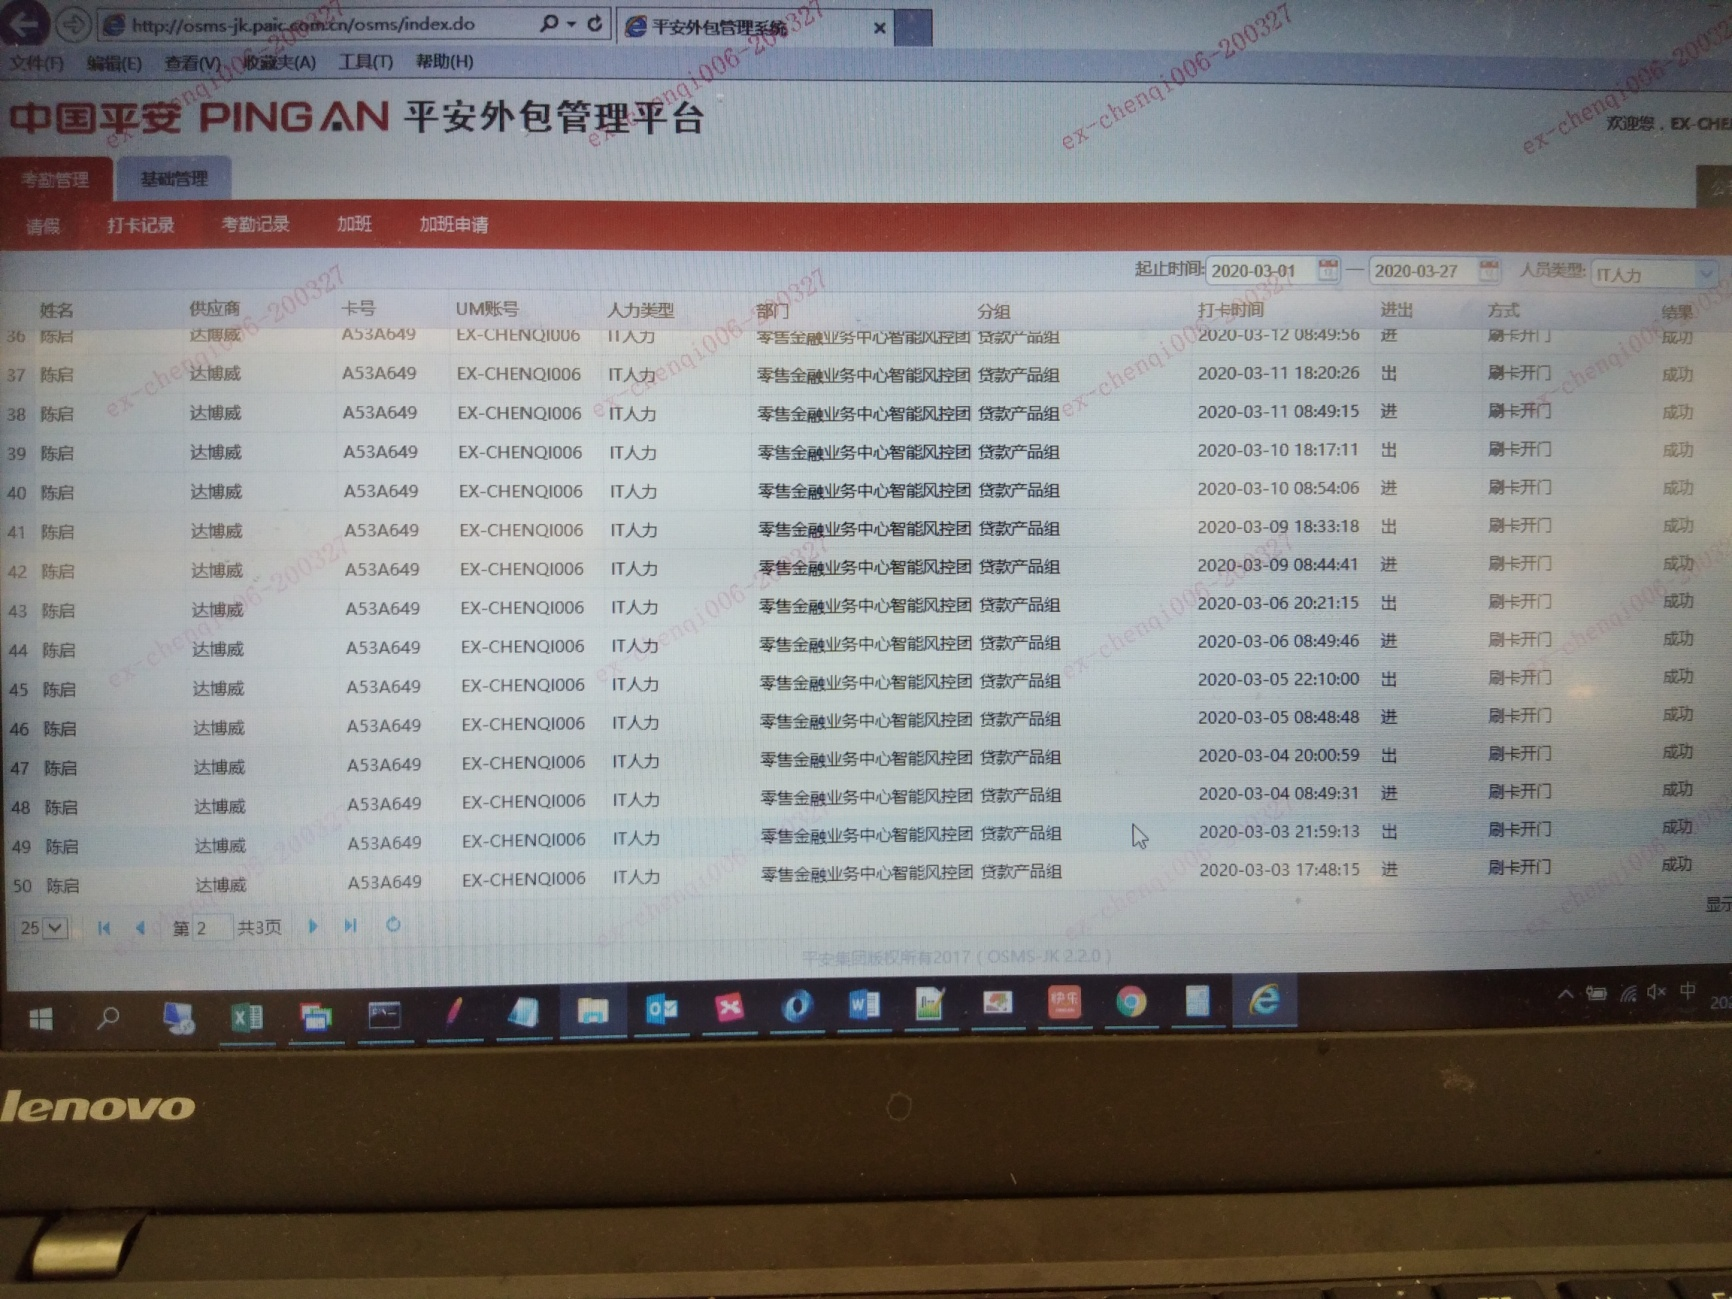 http://osms-jk.paic.com.cn/osms/index.do
平安外包管理系统
文件(F) 编辑(E) 查看(V) 收藏夹(A) 工具(T) 帮助(H)
中国平安 PING AN 平安外包管理平台
欢迎您，EX-CHE
考勤管理 基础管理
请假 打卡记录 考勤记录 加班 加班申请
起止时间: 2020-03-01 — 2020-03-27 人员类型: IT人力
姓名 供应商 卡号 UM账号 人力类型 部门 分组 打卡时间 进出 方式 结果
36 陈启 达博威 A53A649 EX-CHENQI006 IT人力 零售金融业务中心智能风控团 贷款产品组 2020-03-12 08:49:56 进 刷卡开门 成功
37 陈启 达博威 A53A649 EX-CHENQI006 IT人力 零售金融业务中心智能风控团 贷款产品组 2020-03-11 18:20:26 出 刷卡开门 成功
38 陈启 达博威 A53A649 EX-CHENQI006 IT人力 零售金融业务中心智能风控团 贷款产品组 2020-03-11 08:49:15 进 刷卡开门 成功
39 陈启 达博威 A53A649 EX-CHENQI006 IT人力 零售金融业务中心智能风控团 贷款产品组 2020-03-10 18:17:11 出 刷卡开门 成功
40 陈启 达博威 A53A649 EX-CHENQI006 IT人力 零售金融业务中心智能风控团 贷款产品组 2020-03-10 08:54:06 进 刷卡开门 成功
41 陈启 达博威 A53A649 EX-CHENQI006 IT人力 零售金融业务中心智能风控团 贷款产品组 2020-03-09 18:33:18 出 刷卡开门 成功
42 陈启 达博威 A53A649 EX-CHENQI006 IT人力 零售金融业务中心智能风控团 贷款产品组 2020-03-09 08:44:41 进 刷卡开门 成功
43 陈启 达博威 A53A649 EX-CHENQI006 IT人力 零售金融业务中心智能风控团 贷款产品组 2020-03-06 20:21:15 出 刷卡开门 成功
44 陈启 达博威 A53A649 EX-CHENQI006 IT人力 零售金融业务中心智能风控团 贷款产品组 2020-03-06 08:49:46 进 刷卡开门 成功
45 陈启 达博威 A53A649 EX-CHENQI006 IT人力 零售金融业务中心智能风控团 贷款产品组 2020-03-05 22:10:00 出 刷卡开门 成功
46 陈启 达博威 A53A649 EX-CHENQI006 IT人力 零售金融业务中心智能风控团 贷款产品组 2020-03-05 08:48:48 进 刷卡开门 成功
47 陈启 达博威 A53A649 EX-CHENQI006 IT人力 零售金融业务中心智能风控团 贷款产品组 2020-03-04 20:00:59 出 刷卡开门 成功
48 陈启 达博威 A53A649 EX-CHENQI006 IT人力 零售金融业务中心智能风控团 贷款产品组 2020-03-04 08:49:31 进 刷卡开门 成功
49 陈启 达博威 A53A649 EX-CHENQI006 IT人力 零售金融业务中心智能风控团 贷款产品组 2020-03-03 21:59:13 出 刷卡开门 成功
50 陈启 达博威 A53A649 EX-CHENQI006 IT人力 零售金融业务中心智能风控团 贷款产品组 2020-03-03 17:48:15 进 刷卡开门 成功
25 第 2 共3页 显示
平安集团版权所有2017 ( OSMS-JK 2.2.0 )
快乐
中
202
lenovo
ex-chenqi006-200327